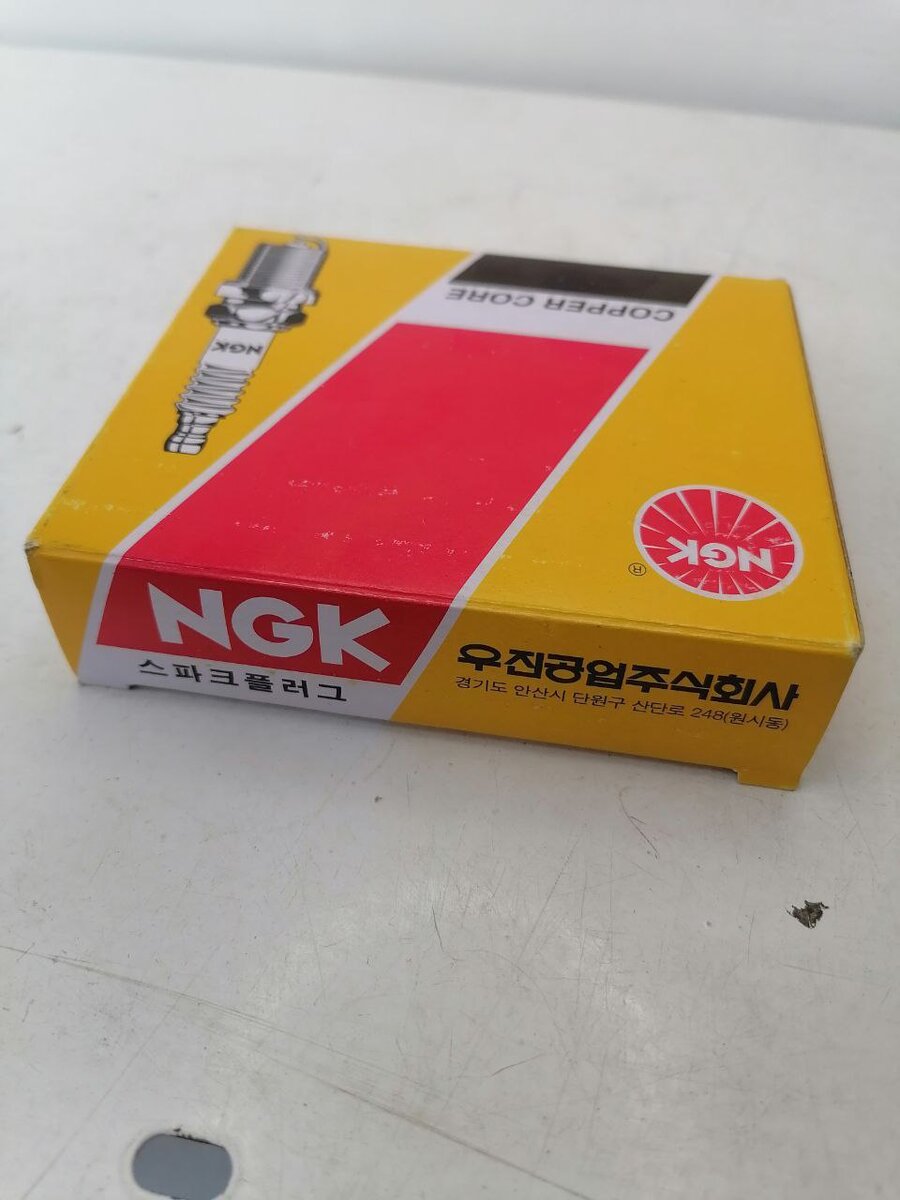 COPPER CORE
NGK
NGK
®
NGK
스파크플러그
우진공업주식회사
경기도 안산시 단원구 산단로 248(원시동)